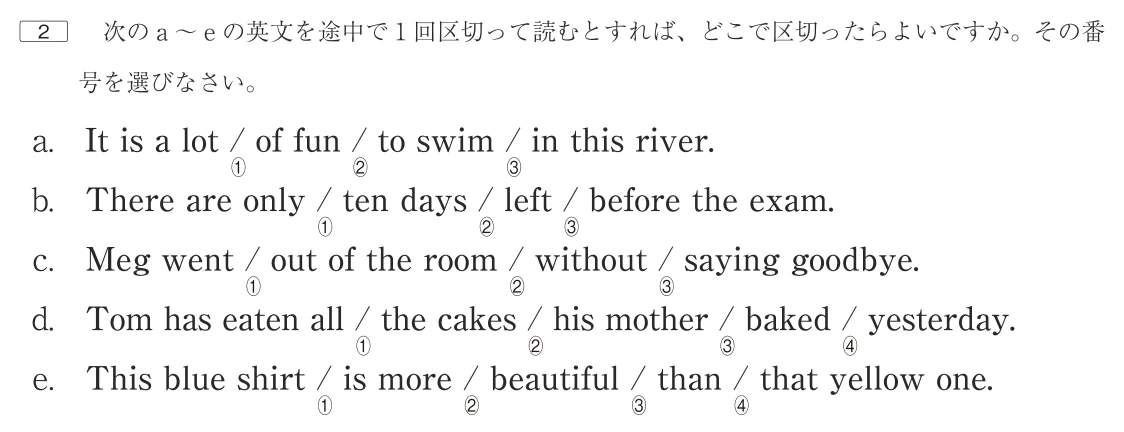 2 次のa～eの英文を途中で1回区切って読むとすれば、どこで区切ったらよいですか。その番
号を選びなさい。
a. It is a lot / of fun / to swim / in this river.
① ② ③
b. There are only / ten days / left / before the exam.
① ② ③
c. Meg went / out of the room / without / saying goodbye.
① ② ③
d. Tom has eaten all / the cakes / his mother / baked / yesterday.
① ② ③ ④
e. This blue shirt / is more / beautiful / than / that yellow one.
① ② ③ ④